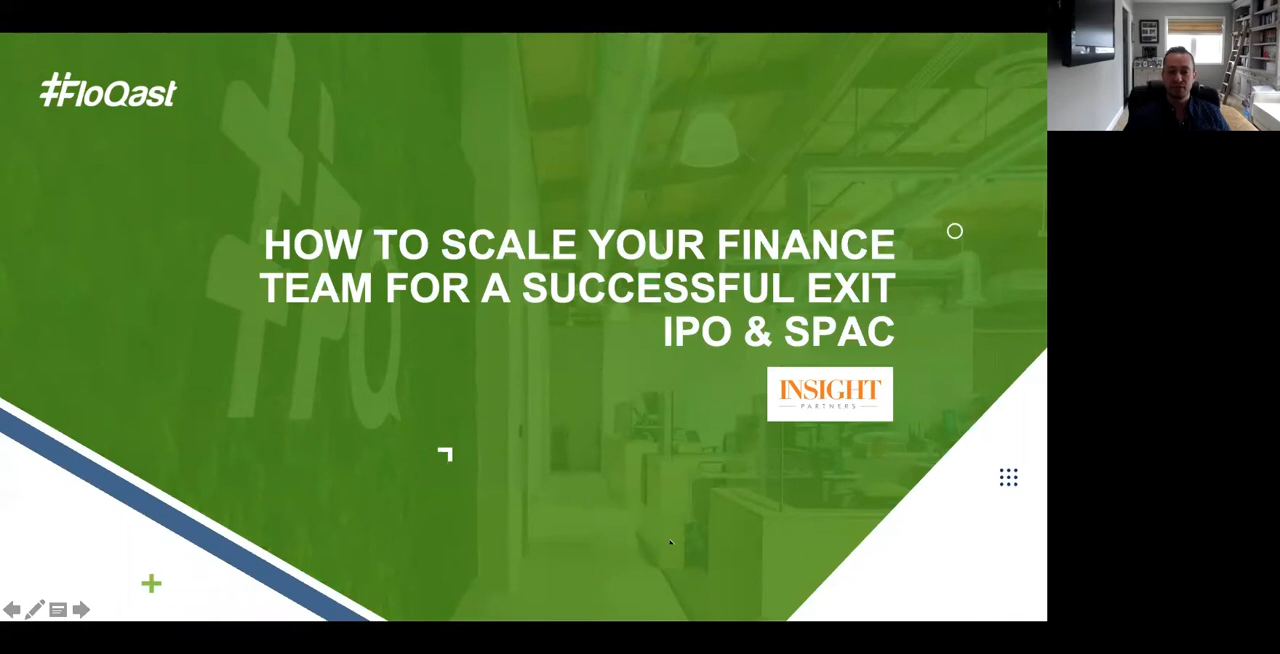 #FloQast
HOW TO SCALE YOUR FINANCE
TEAM FOR A SUCCESSFUL EXIT
IPO & SPAC
INSIGHT
PARTNERS